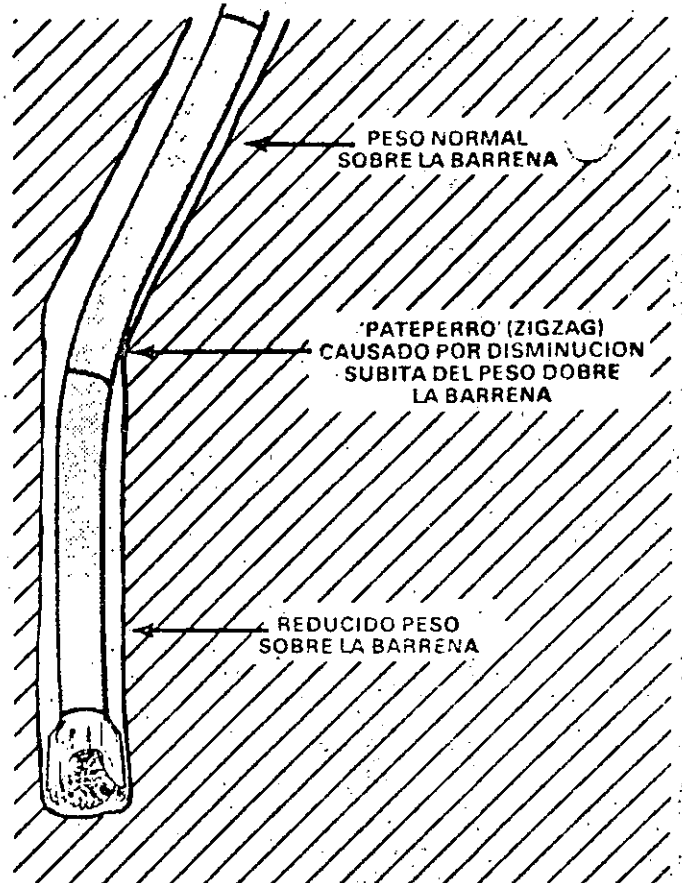 PESO NORMAL
SOBRE LA BARRENA
'PATEPERRO' (ZIGZAG)
CAUSADO POR DISMINUCION
SUBITA DEL PESO DOBRE
LA BARRENA
REDUCIDO PESO
SOBRE LA BARRENA